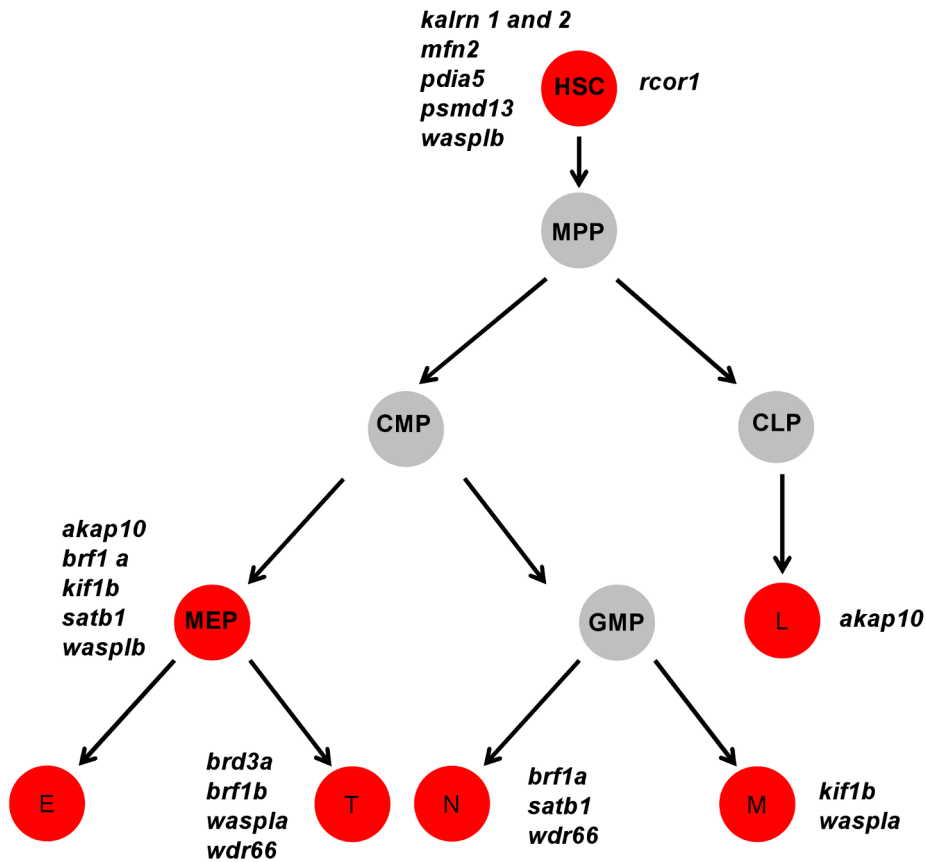 kalrn 1 and 2
mfn2
pdia5
psmd13
wasplb
HSC
rcor1
MPP
CMP
CLP
akap10
brf1 a
kif1b
satb1
wasplb
MEP
GMP
L
akap10
E
brd3a
brf1b
waspla
wdr66
T
N
brf1a
satb1
wdr66
M
kif1b
waspla